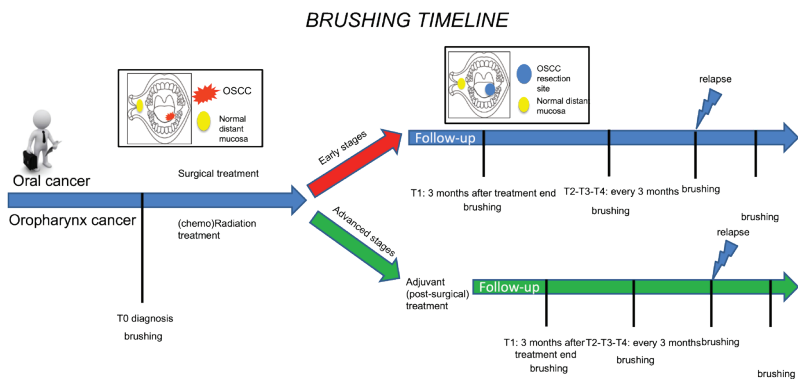 BRUSHING TIMELINE
OSCC
Normal
distant
mucosa
OSCC
resection
site
Normal distant
mucosa
relapse
Oral cancer
Oropharynx cancer
Surgical treatment
(chemo)Radiation
treatment
T0 diagnosis
brushing
Early stages
Advanced stages
Follow-up
T1: 3 months after treatment end
brushing
T2-T3-T4: every 3 months
brushing
brushing
brushing
relapse
Adjuvant
(post-surgical)
treatment
Follow-up
T1: 3 months after
treatment end
brushing
T2-T3-T4: every 3 months
brushing
brushing
brushing